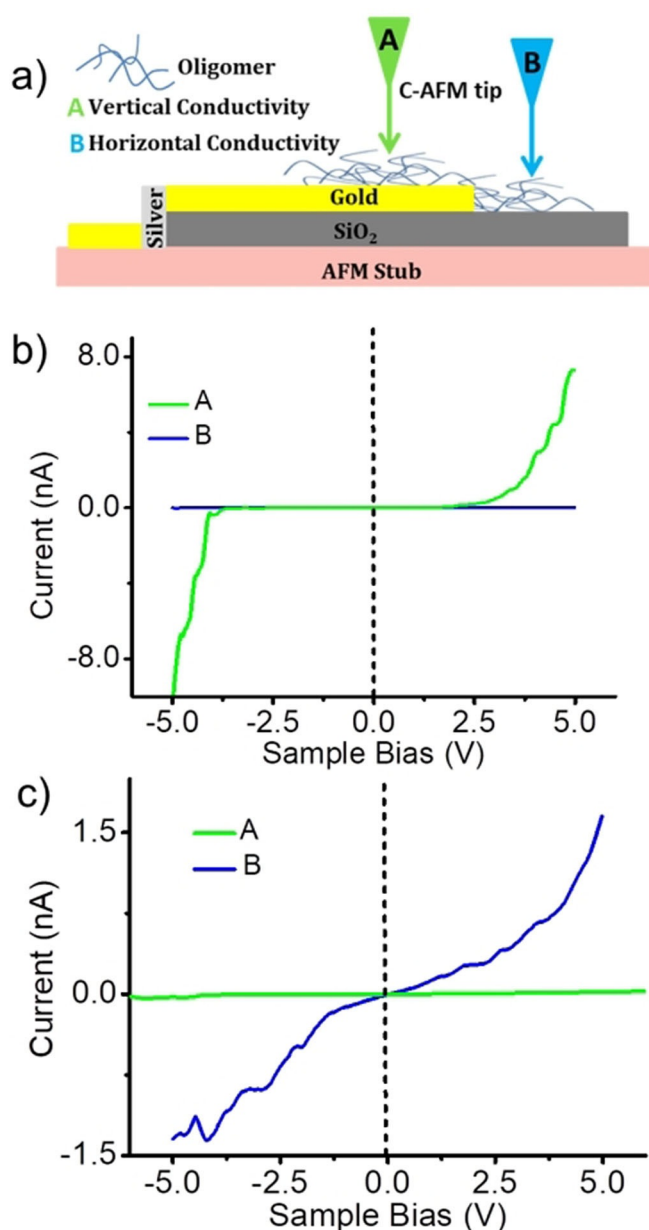 a)
Oligomer
A Vertical Conductivity
B Horizontal Conductivity
A
B
C-AFM tip
Silver
Gold
SiO₂
AFM Stub
b)
8.0
0.0
-8.0
Current (nA)
A
B
-5.0 -2.5 0.0 2.5 5.0
Sample Bias (V)
c)
1.5
0.0
-1.5
Current (nA)
A
B
-5.0 -2.5 0.0 2.5 5.0
Sample Bias (V)